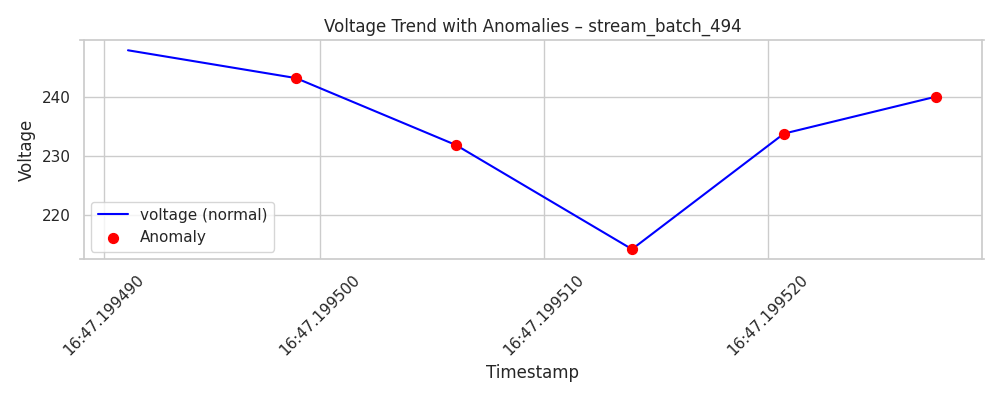 Voltage Trend with Anomalies – stream_batch_494
Voltage
240
230
220
voltage (normal)
Anomaly
16:47.199490
16:47.199500
16:47.199510
16:47.199520
Timestamp